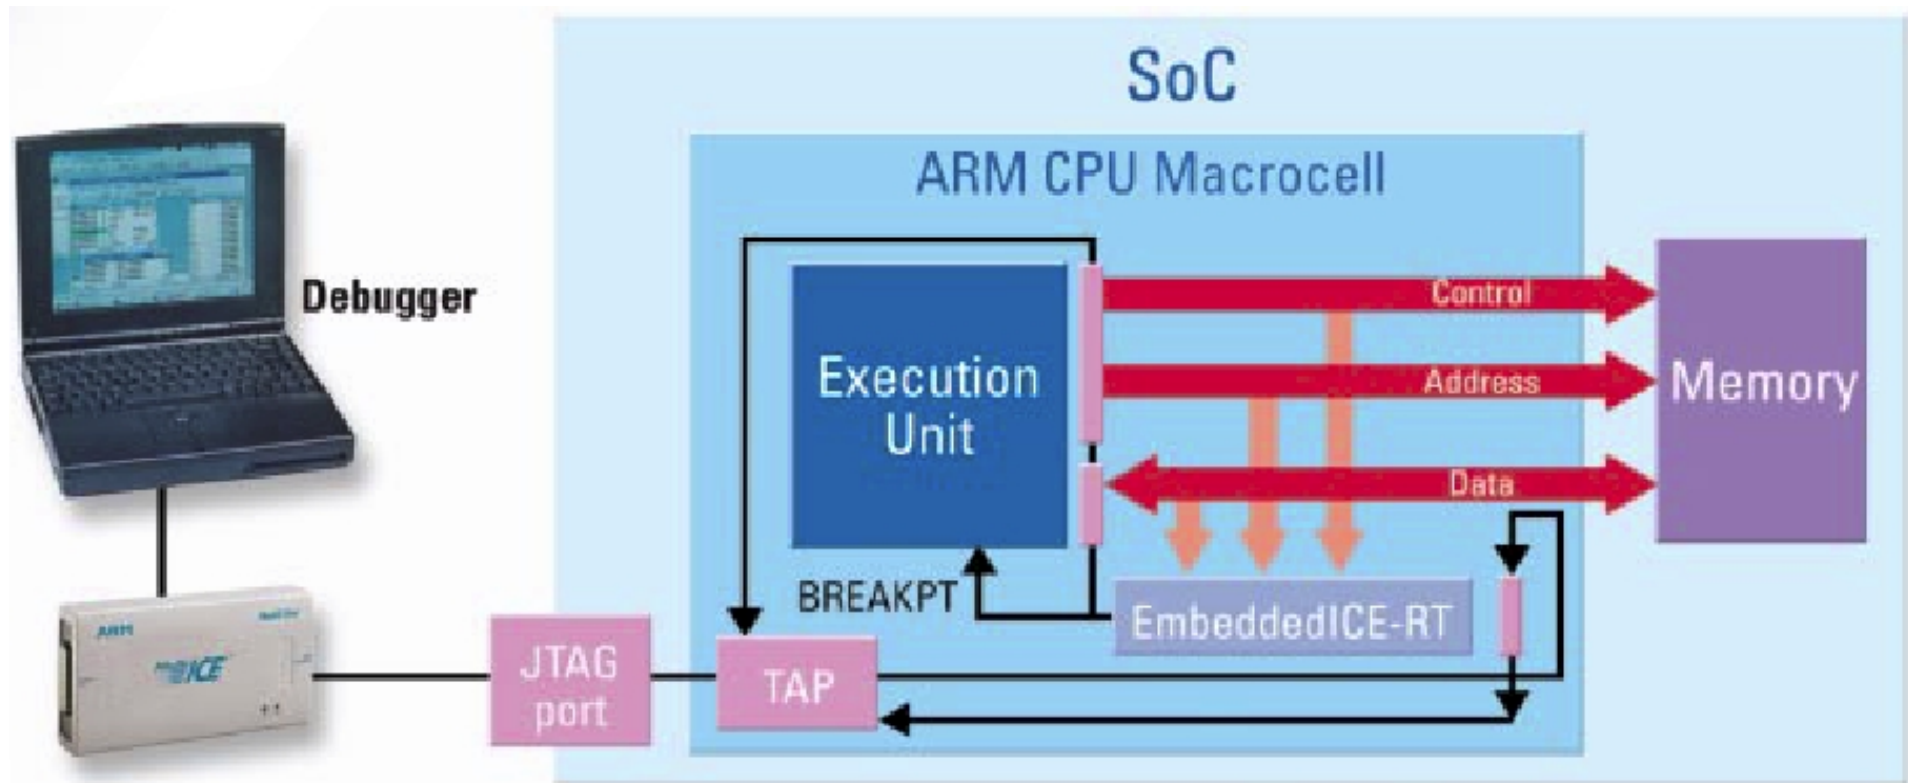 SoC
ARM CPU Macrocell
Debugger
Control
Execution
Unit
Address
Memory
Data
BREAKPT
EmbeddedICE-RT
ARM
ICE
JTAG
port
TAP